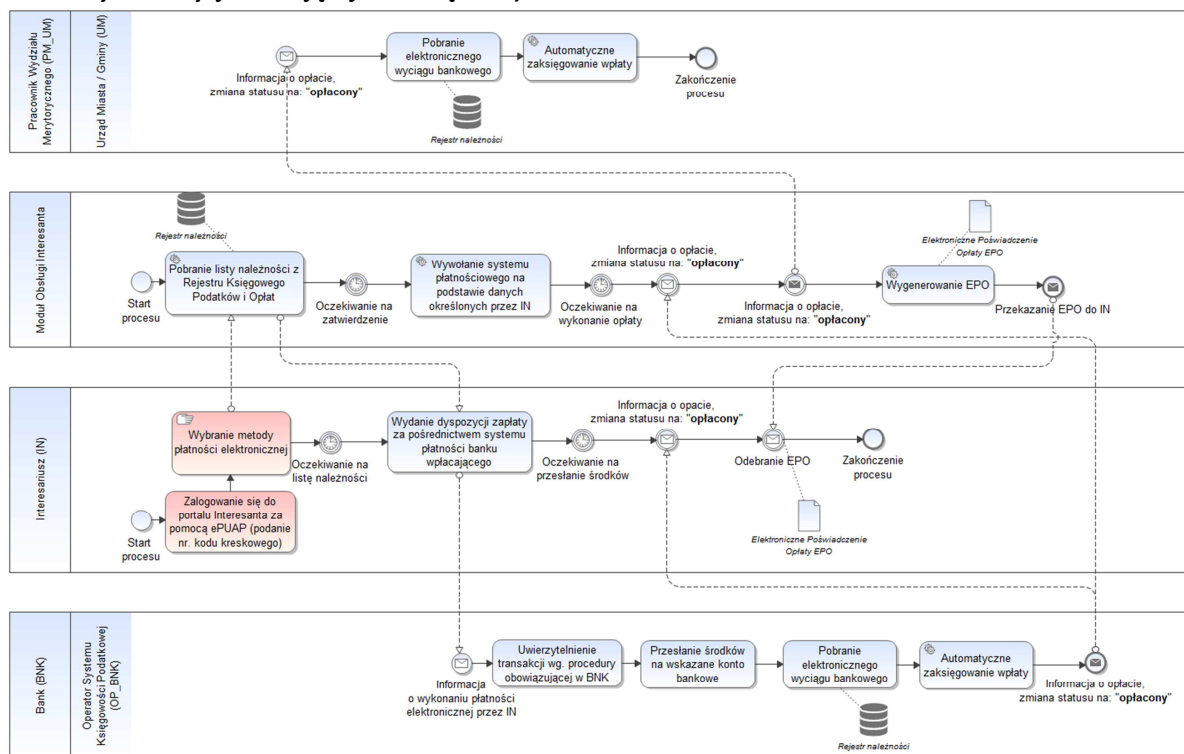 Pracownik Wydziału
Merytorycznego (PM_UM)
Urząd Miasta / Gminy (UM)
Informacja o opłacie,
zmiana statusu na: "opłacony"
Pobranie
elektronicznego
wyciągu bankowego
Rejestr należności
Automatyczne
zaksięgowanie wpłaty
Zakończenie
procesu
Moduł Obsługi Interesanta
Start
procesu
Rejestr należności
Pobranie listy należności z
Rejestru Księgowego
Podatków i Opłat
Oczekiwanie na
zatwierdzenie
Wywołanie systemu
płatnościowego na
podstawie danych
określonych przez IN
Oczekiwanie na
wykonanie opłaty
Informacja o opłacie,
zmiana statusu na: "opłacony"
Informacja o opłacie,
zmiana statusu na: "opłacony"
Wygenerowanie EPO
Elektroniczne Poświadczenie
Opłaty EPO
Przekazanie EPO do IN
Interesariusz (IN)
Start
procesu
Zalogowanie się do
portalu Interesanta za
pomocą ePUAP (podanie
nr. kodu kreskowego)
Wybranie metody
płatności elektronicznej
Oczekiwanie na
listę należności
Wydanie dyspozycji zapłaty
za pośrednictwem systemu
płatności banku
wpłacającego
Oczekiwanie na
przesłanie środków
Informacja o opacie,
zmiana statusu na: "opłacony"
Odebranie EPO
Elektroniczne Poświadczenie
Opłaty EPO
Zakończenie
procesu
Bank (BNK)
Operator Systemu
Księgowości Podatkowej
(OP_BNK)
Informacja
o wykonaniu płatności
elektronicznej przez IN
Uwierzytelnienie
transakcji wg. procedury
obowiązującej w BNK
Przesłanie środków
na wskazane konto
bankowe
Pobranie
elektronicznego
wyciągu bankowego
Rejestr należności
Automatyczne
zaksięgowanie wpłaty
Informacja o opłacie,
zmiana statusu na: "opłacony"